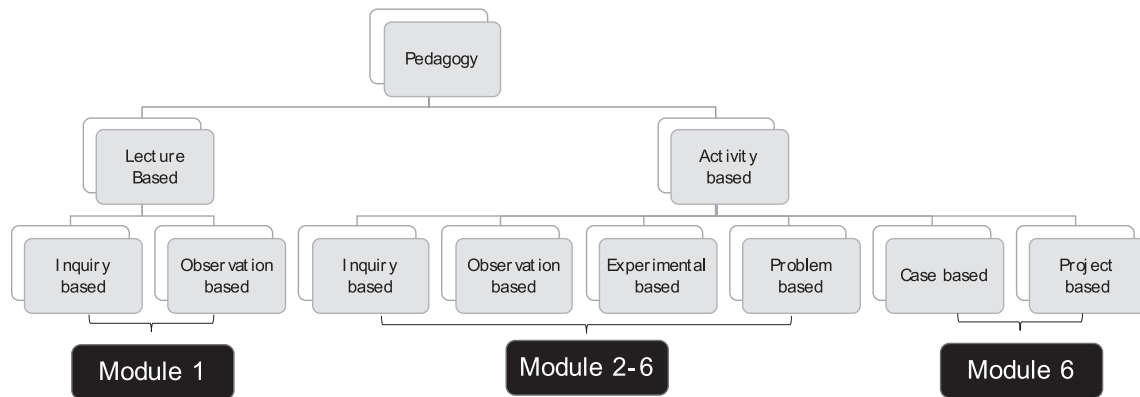 Pedagogy
Lecture
Based
Activity
based
Inquiry
based
Observation
based
Inquiry
based
Observation
based
Experimental
based
Problem
based
Case based
Project
based
Module 1
Module 2-6
Module 6